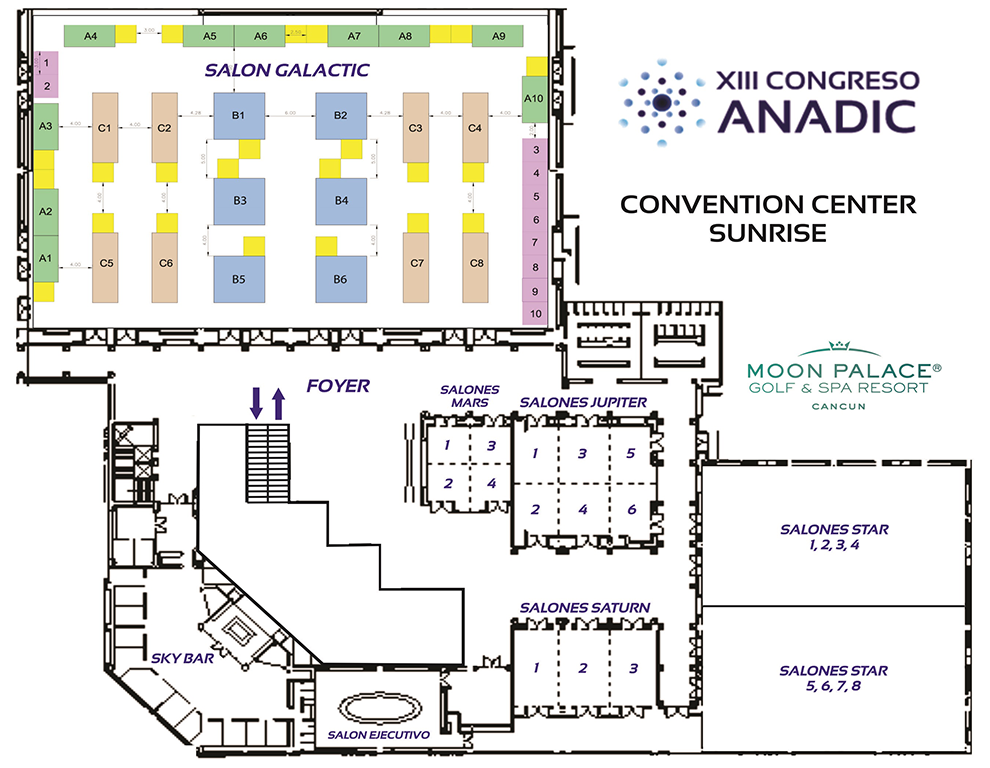 A4
3.00
A5
A6
2.50
A7
A8
A9
SALON GALACTIC
1
2
A10
A3
4.00
C1
4.00
C2
4.28
B1
6.00
B2
4.28
C3
4.00
C4
2.00
3
4
5
6
7
8
9
10
5.00
5.00
4.00
4.00
A2
B3
B4
A1
4.00
C5
C6
4.00
4.00
B5
B6
C7
C8
XIII CONGRESO
ANADIC
CONVENTION CENTER
SUNRISE
MOON PALACE®
GOLF & SPA RESORT
CANCUN
FOYER
SALONES
MARS
1
3
2
4
SALONES JUPITER
1
3
5
2
4
6
SALONES STAR
1, 2, 3, 4
SALONES SATURN
1
2
3
SALONES STAR
5, 6, 7, 8
SKY BAR
SALON EJECUTIVO